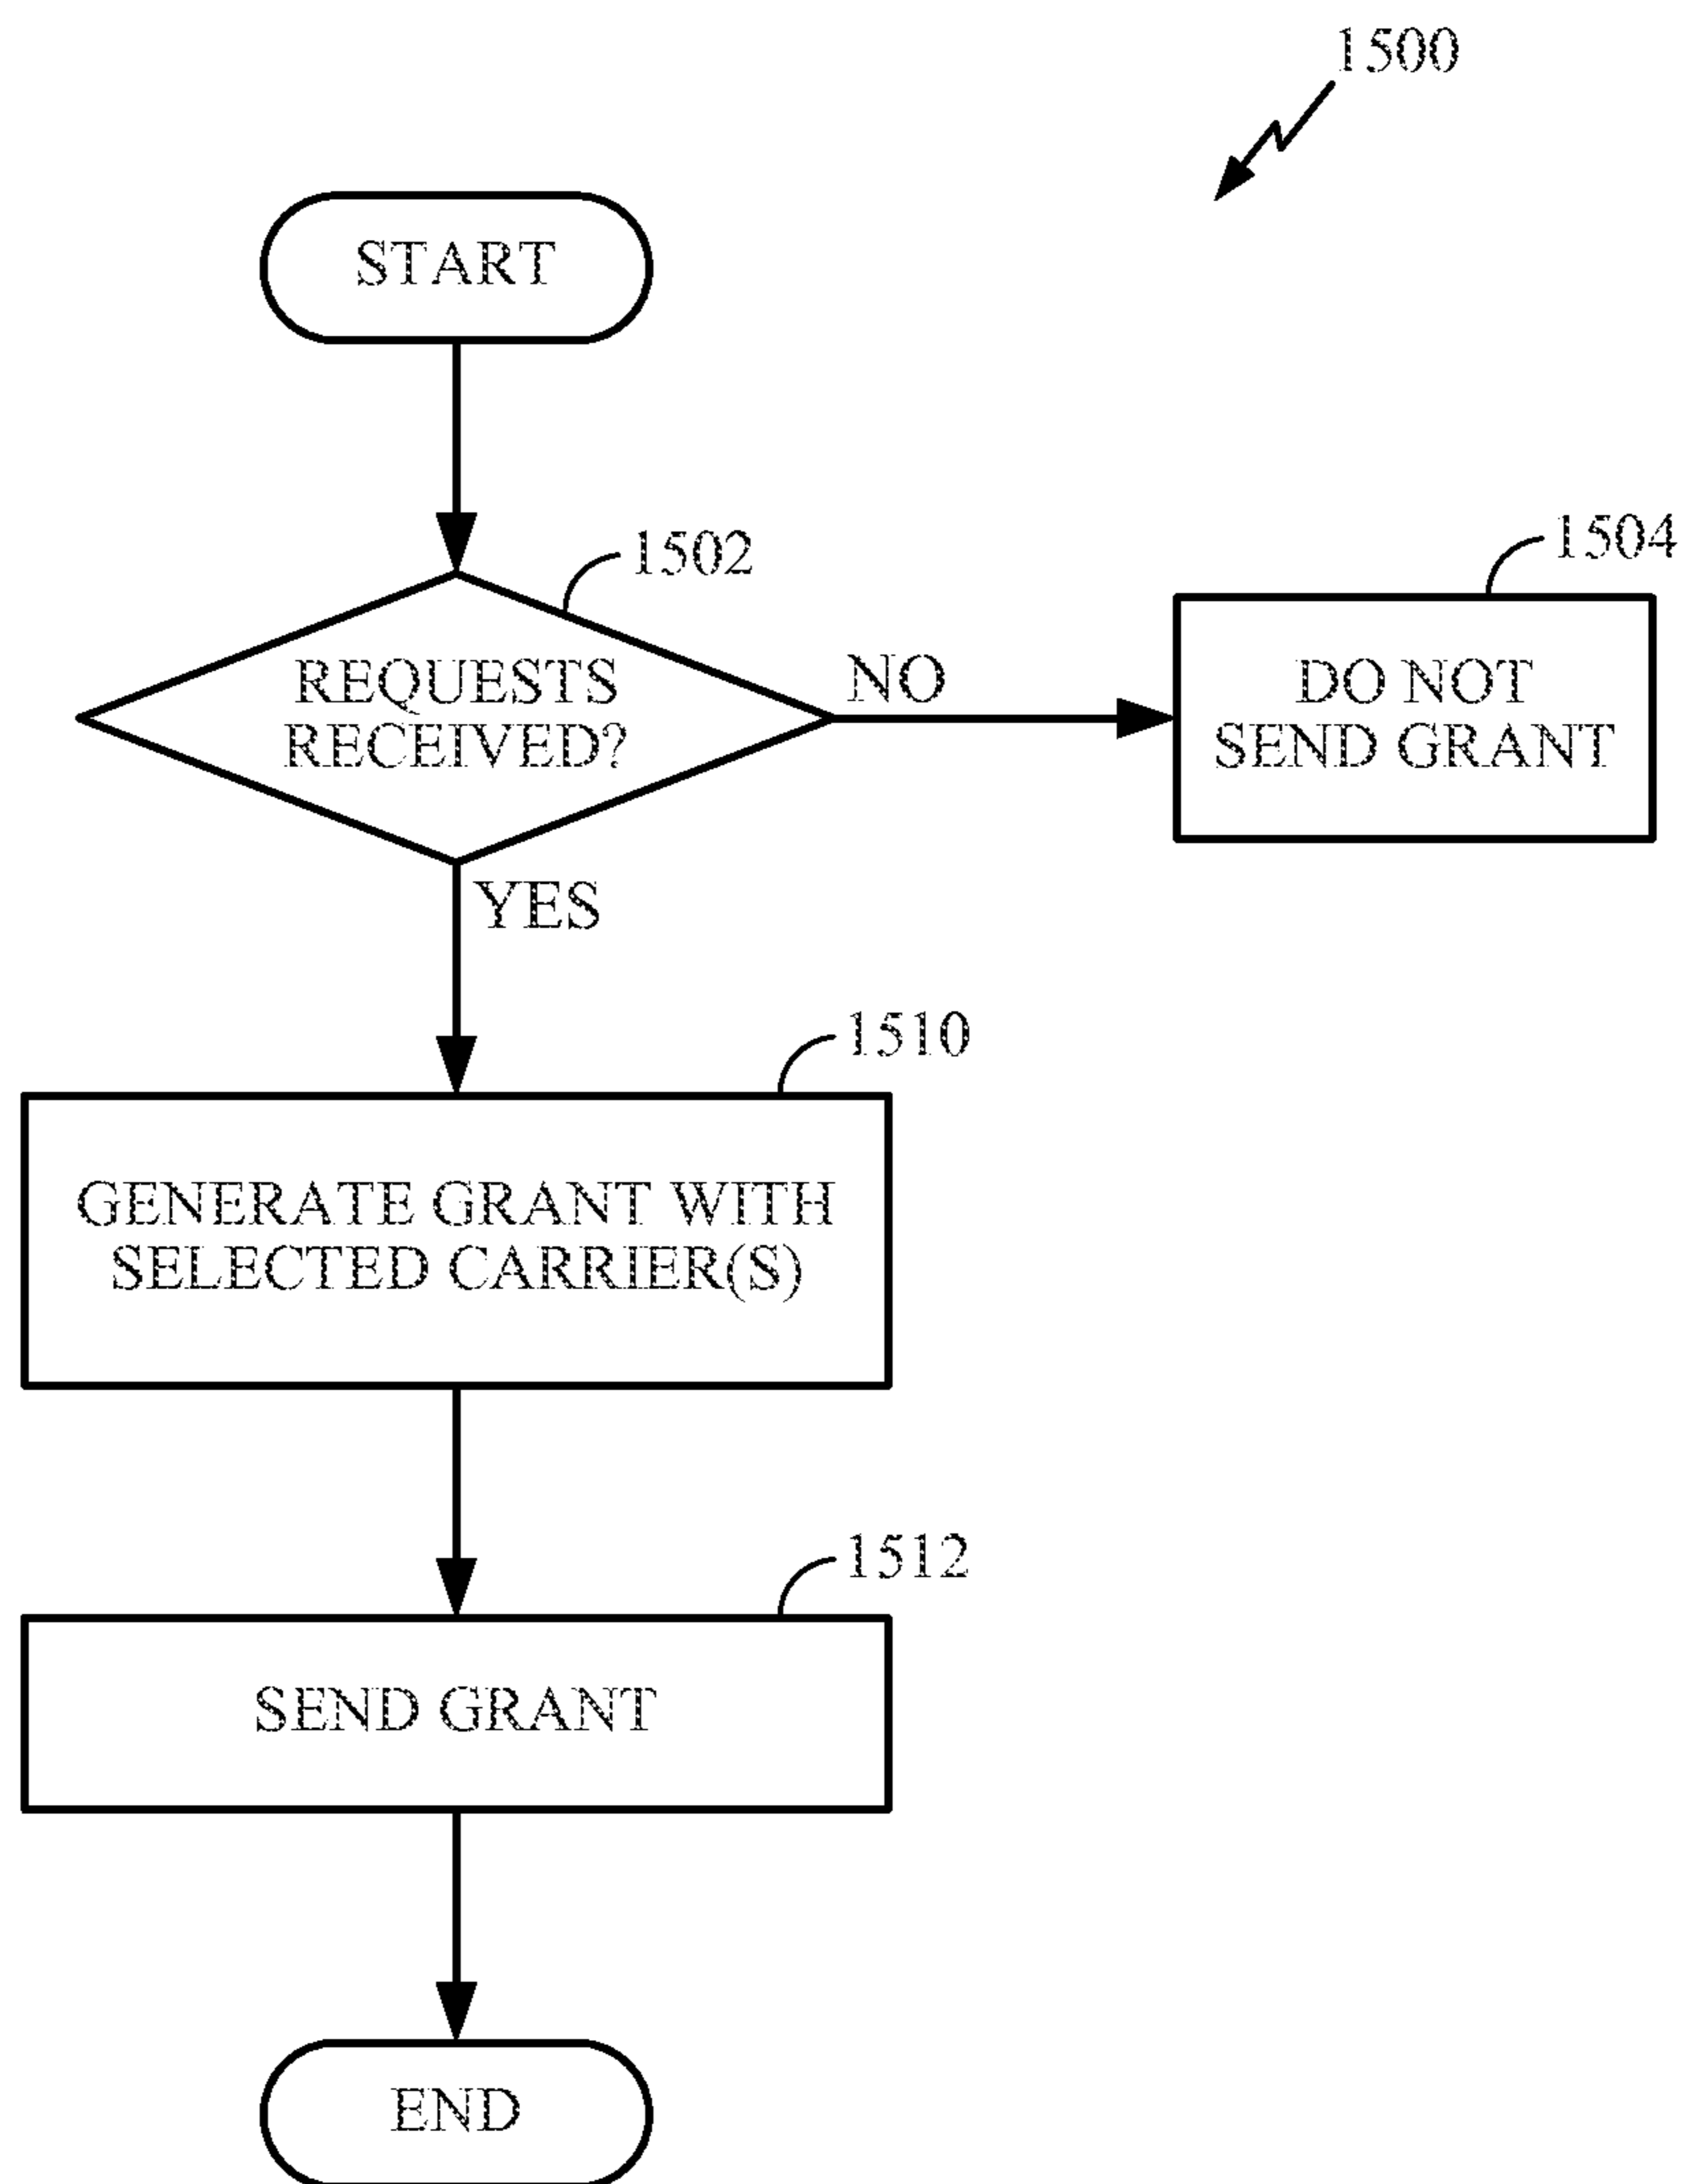 1500
START
1502
1504
REQUESTS
RECEIVED?
NO
DO NOT
SEND GRANT
YES
1510
GENERATE GRANT WITH
SELECTED CARRIER(S)
1512
SEND GRANT
END